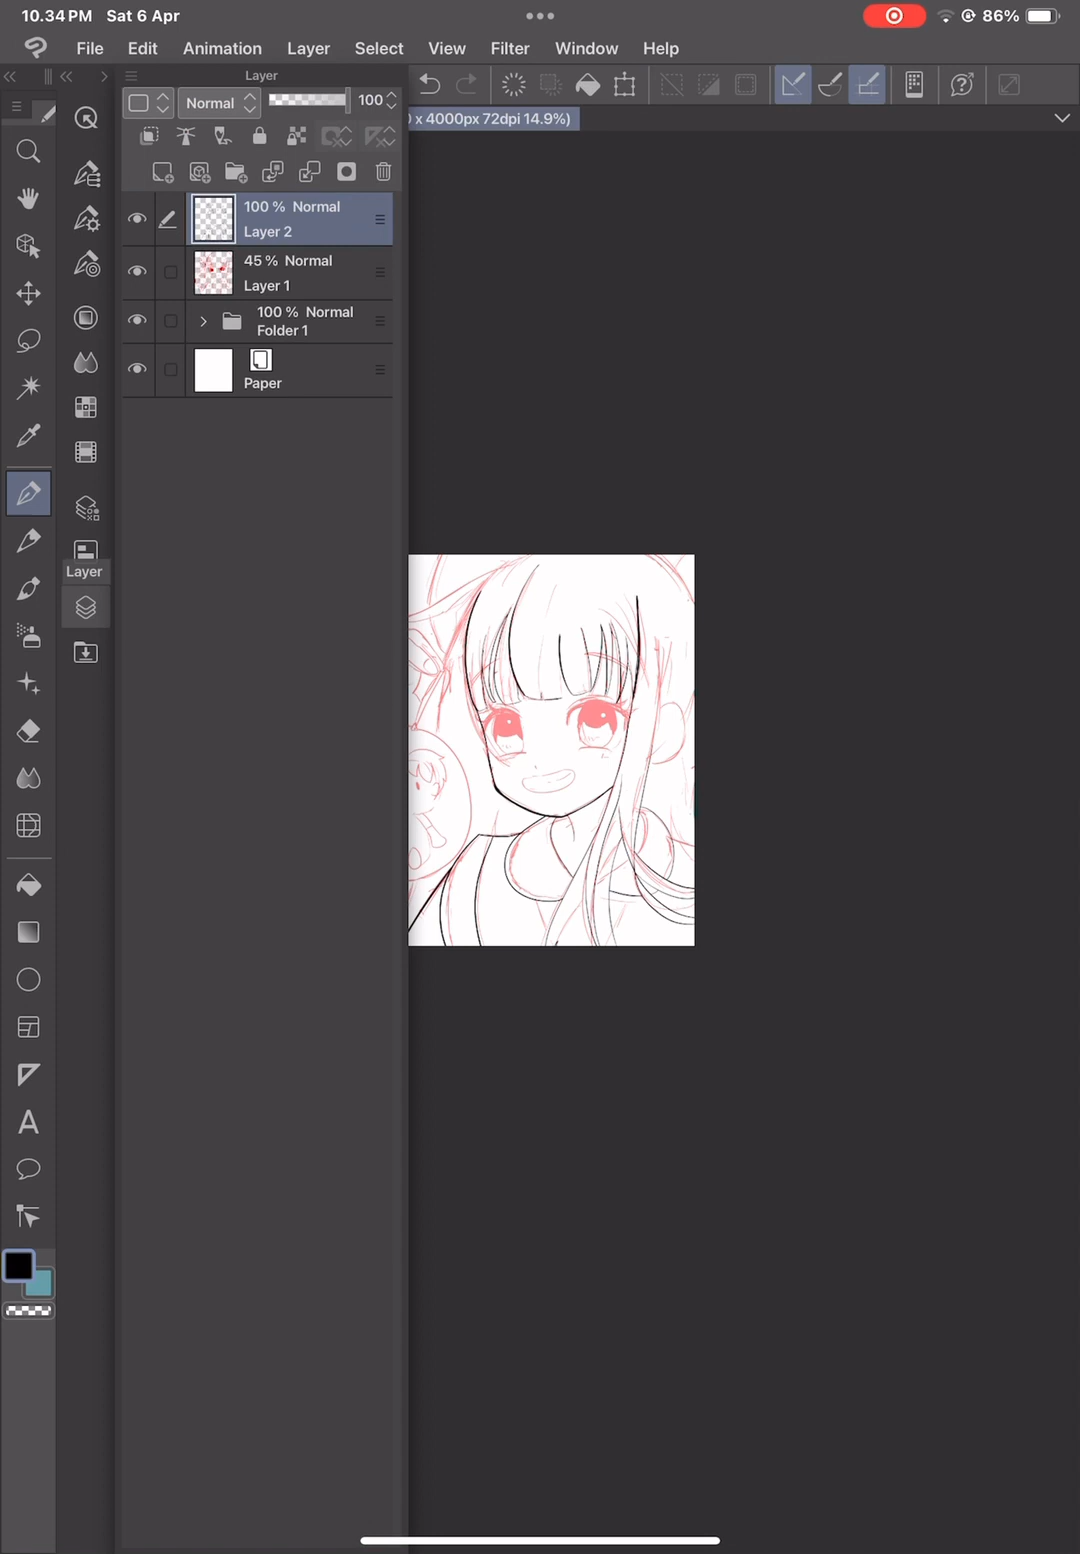 10.34 PM Sat 6 Apr
86%
File Edit Animation Layer Select View Filter Window Help
Layer
Normal 100
x 4000px 72dpi 14.9%)
100 % Normal
Layer 2
45 % Normal
Layer 1
100 % Normal
Folder 1
Paper
Layer
A